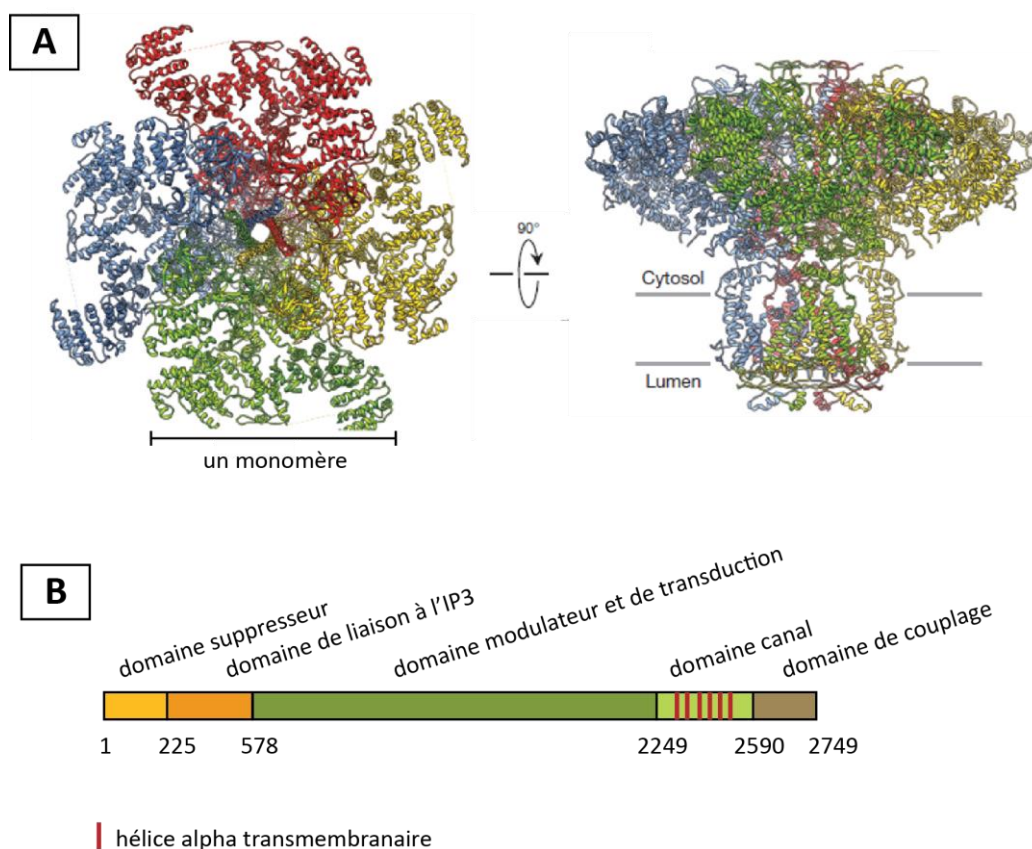 A
90°
Cytosol
Lumen
un monomère
B
domaine suppresseur
domaine de liaison à l'IP3
domaine modulateur et de transduction
domaine canal
domaine de couplage
1 225 578 2249 2590 2749
hélice alpha transmembranaire